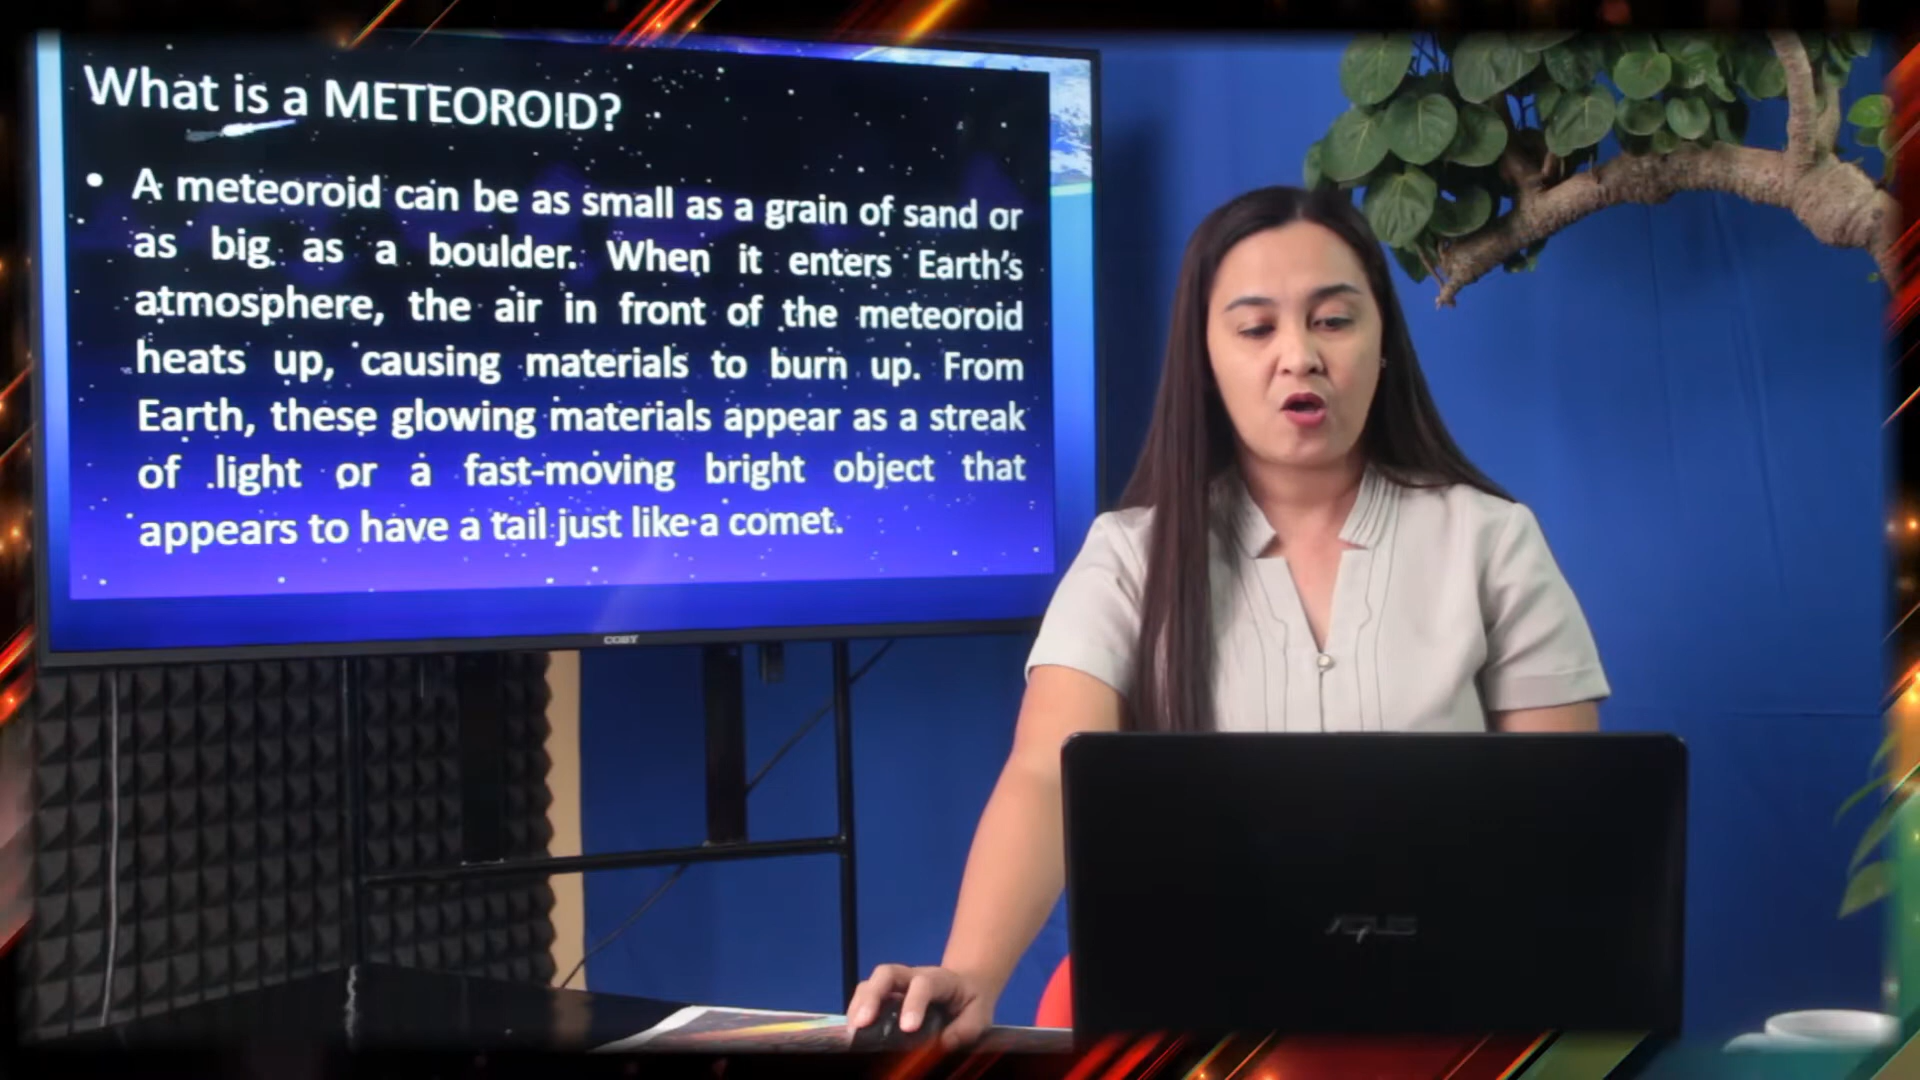 What is a METEOROID?
• A meteoroid can be as small as a grain of sand or
as big as a boulder. When it enters Earth's
atmosphere, the air in front of the meteoroid
heats up, causing materials to burn up. From
Earth, these glowing materials appear as a streak
of light or a fast-moving bright object that
appears to have a tail just like a comet.
COBY
ASUS